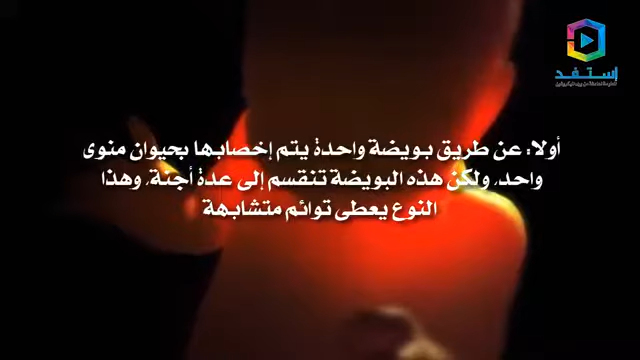 إستفد
أولا: عن طريق بويضة واحدة يتم إخصابها بحيوان منوى
واحد، ولكن هذه البويضة تنقسم إلى عدة أجنة، وهذا
النوع يعطى توائم متشابهة